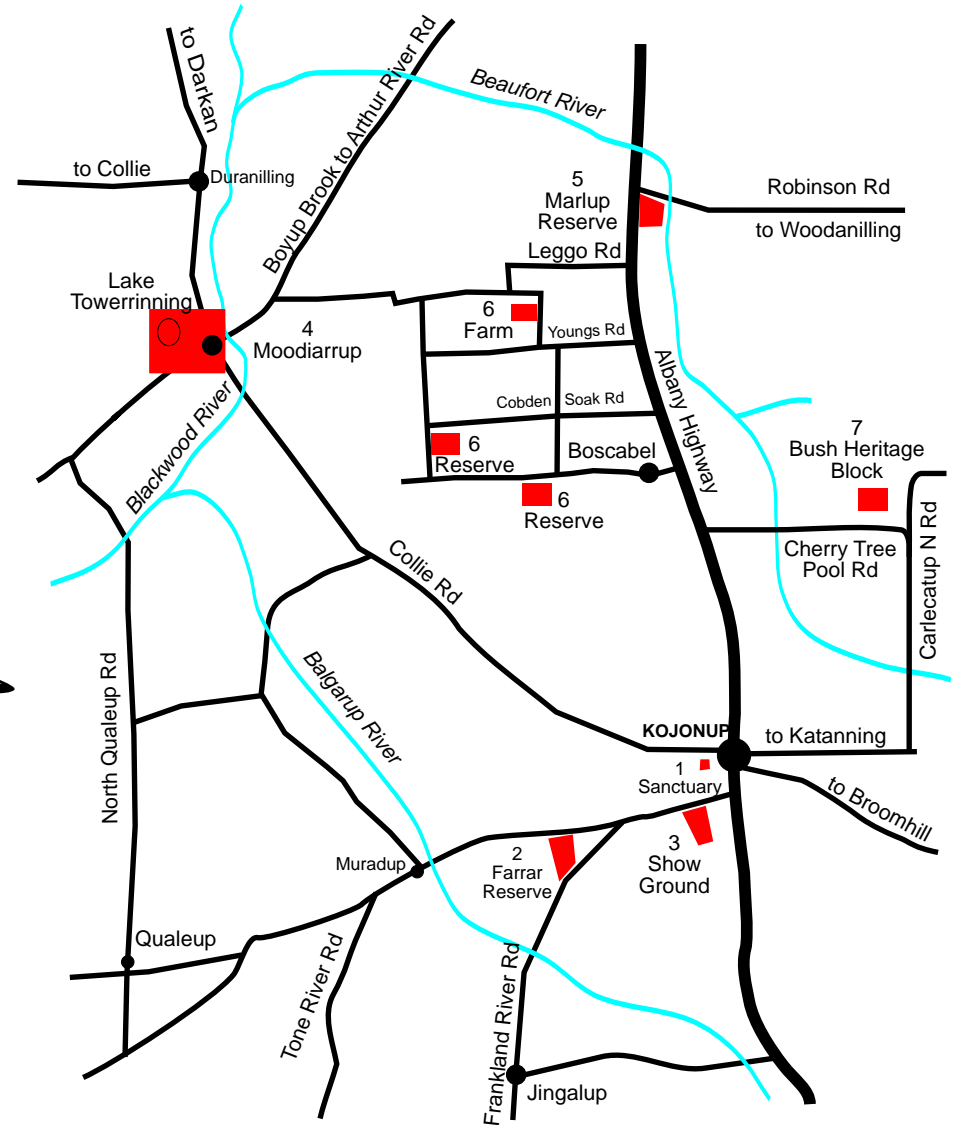 to Darkan
Boyup Brook to Arthur River Rd
Beaufort River
to Collie
Duranilling
5
Marlup
Reserve
Robinson Rd
to Woodanilling
Leggo Rd
Lake
Towerrinning
4
Moodiarrup
6
Farm
Youngs Rd
Albany Highway
Cobden
Soak Rd
Blackwood River
6
Reserve
Boscabel
7
Bush Heritage
Block
6
Reserve
Cherry Tree
Pool Rd
Carlecatup N Rd
Collie Rd
North Qualeup Rd
Balgarup River
KOJONUP
to Katanning
1
Sanctuary
to Broomhill
Muradup
2
Farrar
Reserve
3
Show
Ground
Qualeup
Tone River Rd
Frankland River Rd
Jingalup